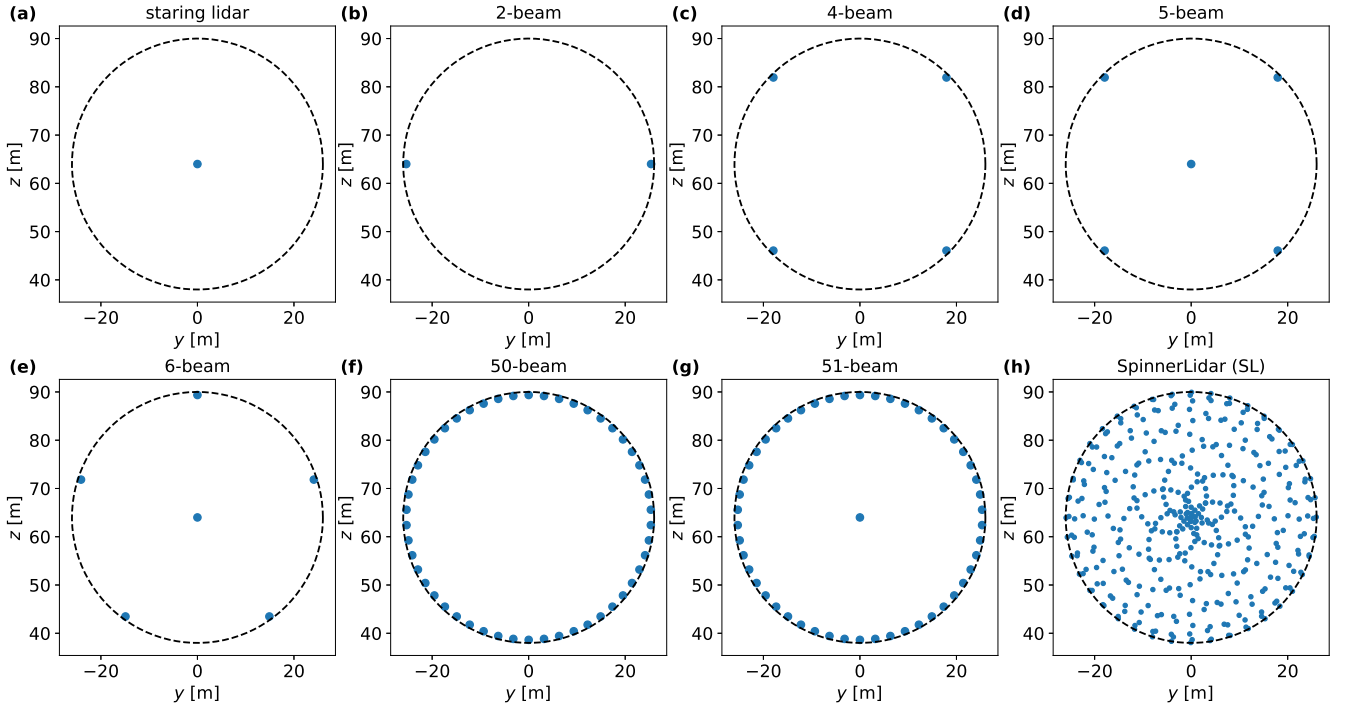 (a) staring lidar (b) 2-beam (c) 4-beam (d) 5-beam
90 90 90 90
80 80 80 80
z [m] 70 z [m] 70 z [m] 70 z [m] 70
60 60 60 60
50 50 50 50
40 40 40 40
−20 0 20 −20 0 20 −20 0 20 −20 0 20
y [m] y [m] y [m] y [m]
(e) 6-beam (f) 50-beam (g) 51-beam (h) SpinnerLidar (SL)
90 90 90 90
80 80 80 80
z [m] 70 z [m] 70 z [m] 70 z [m] 70
60 60 60 60
50 50 50 50
40 40 40 40
−20 0 20 −20 0 20 −20 0 20 −20 0 20
y [m] y [m] y [m] y [m]